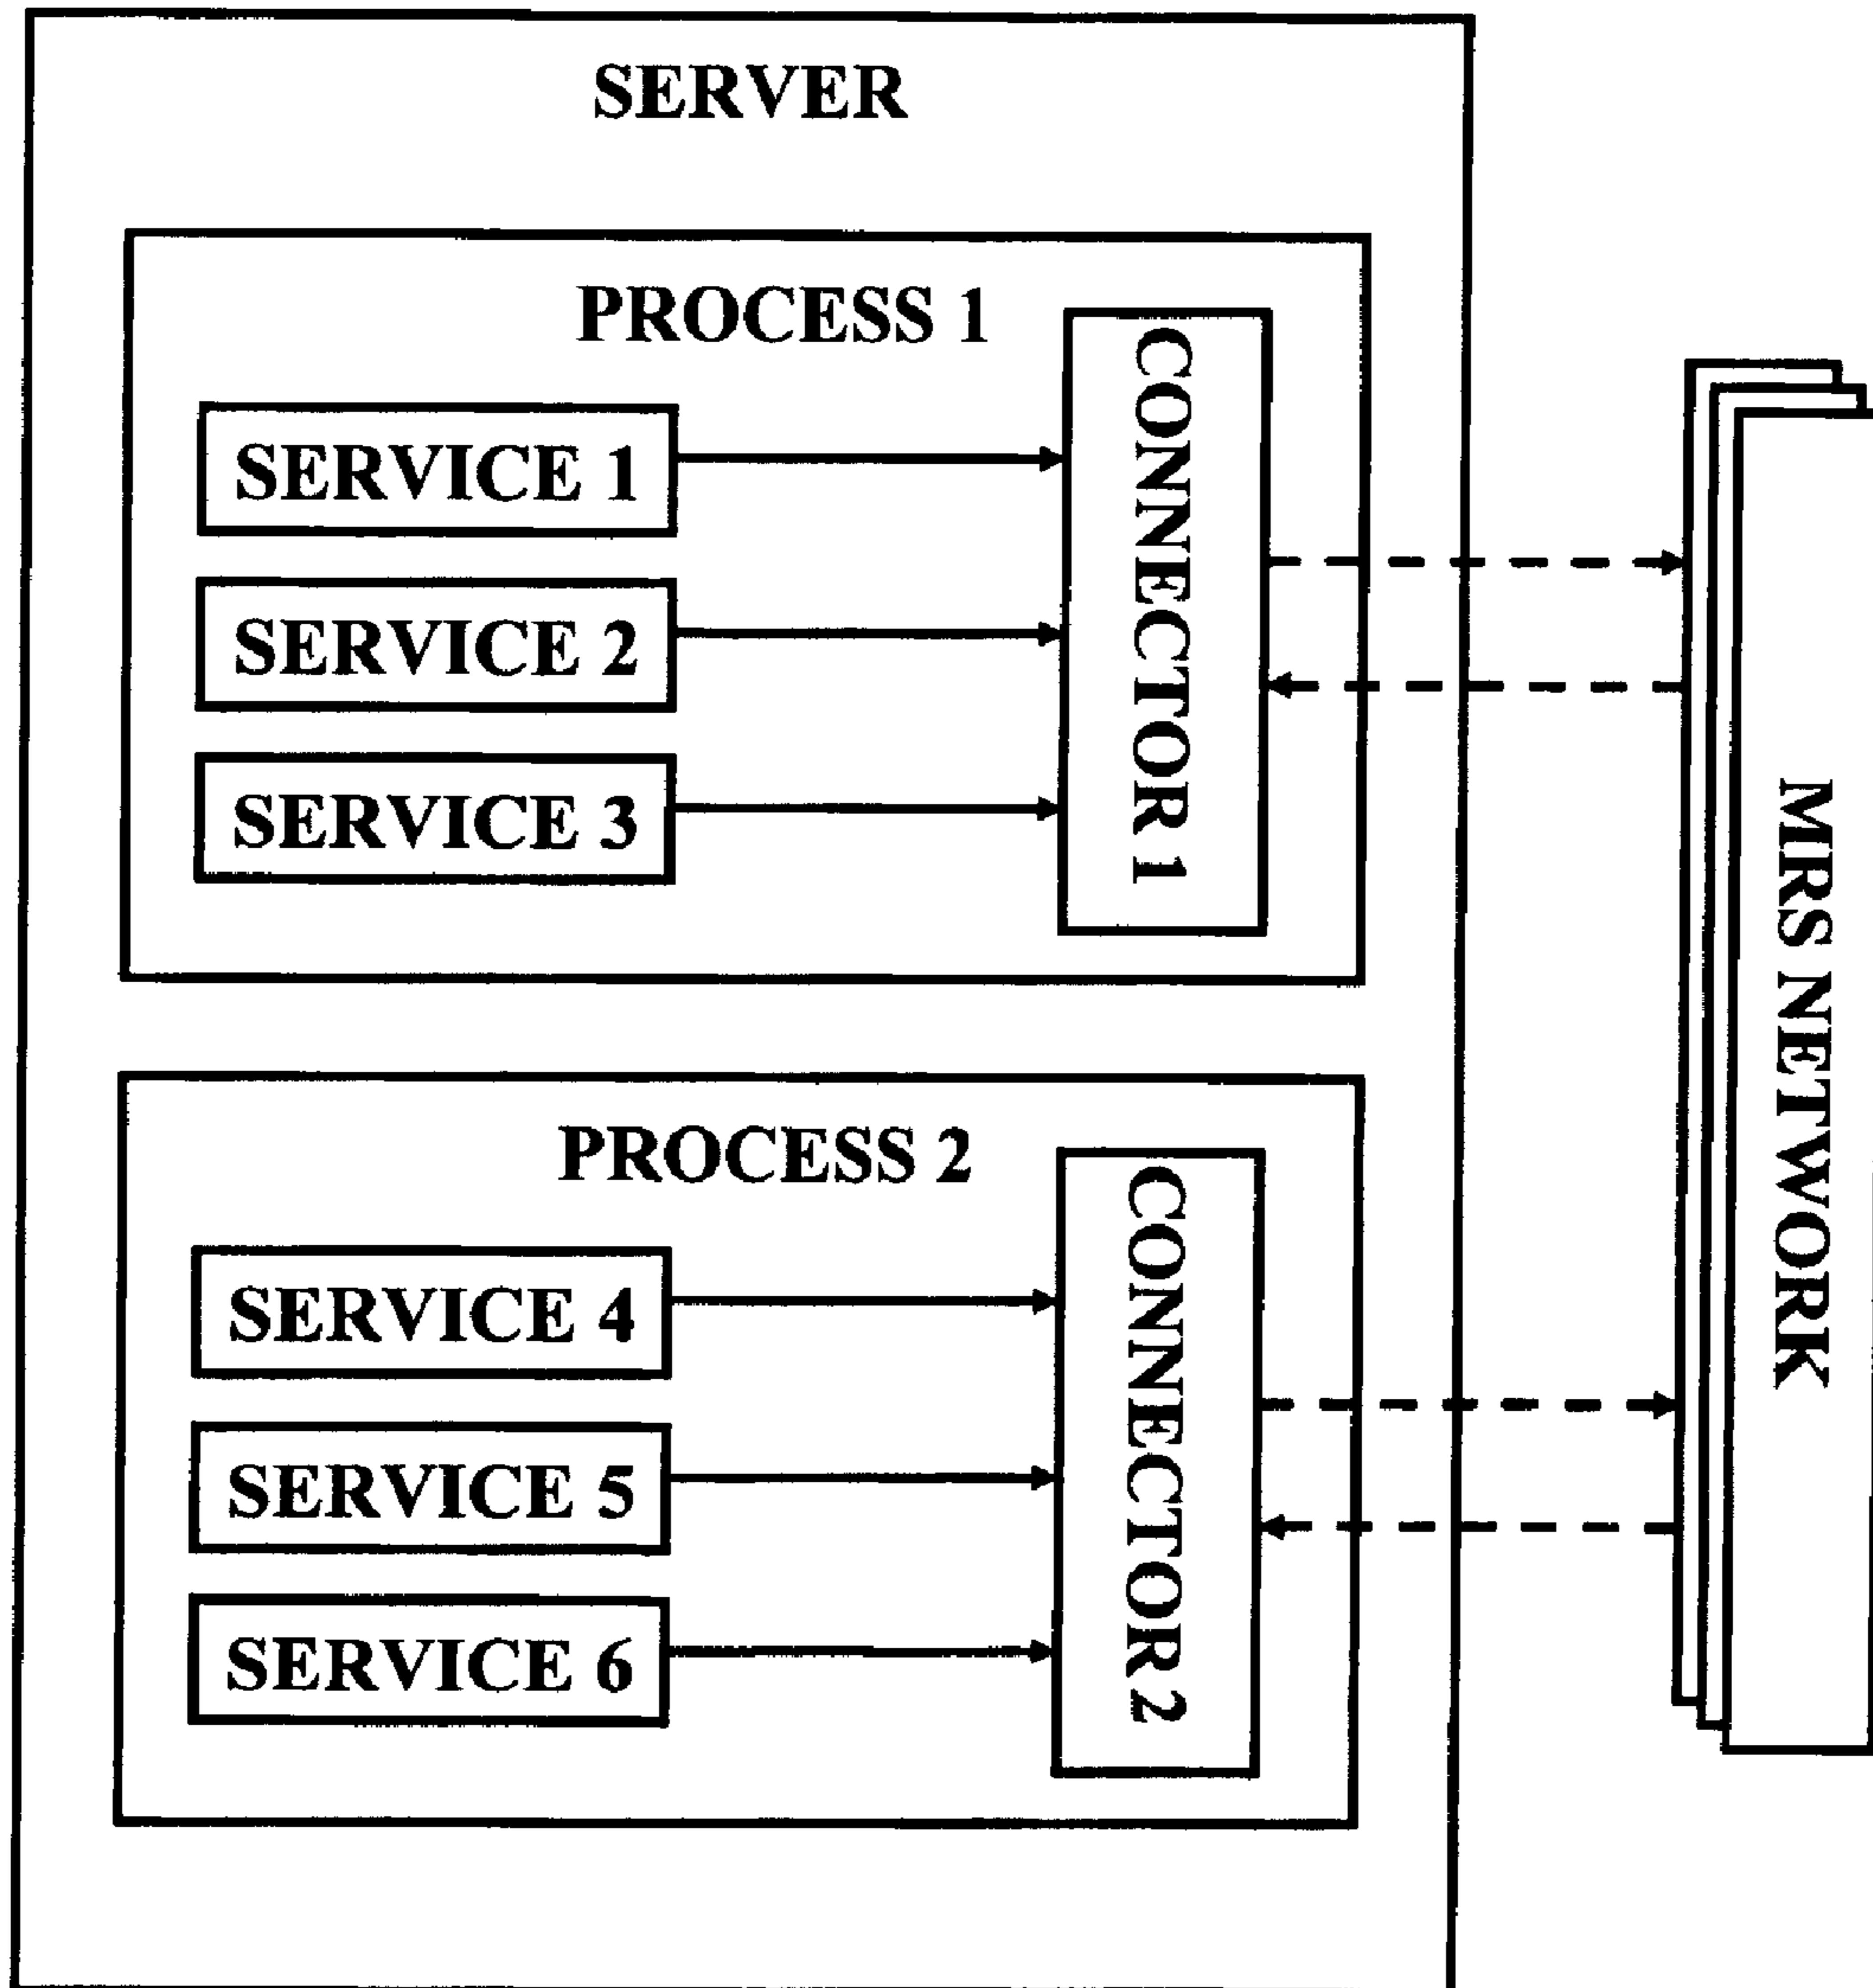 SERVER
PROCESS 1
CONNECTOR 1
SERVICE 1
SERVICE 2
SERVICE 3
MRS NETWORK
PROCESS 2
CONNECTOR 2
SERVICE 4
SERVICE 5
SERVICE 6